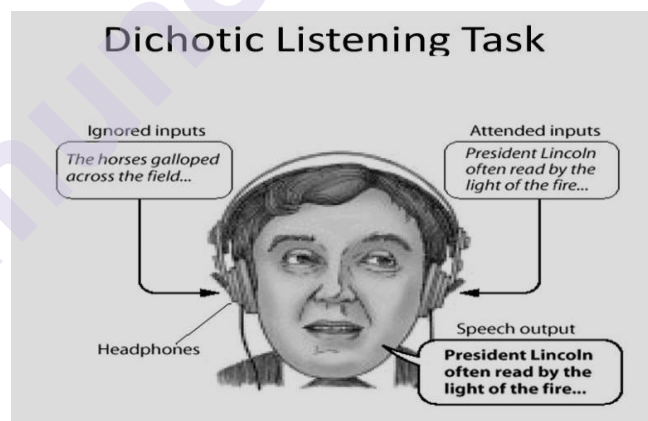 Dichotic Listening Task
Ignored inputs
The horses galloped
across the field...
Attended inputs
President Lincoln
often read by the
light of the fire...
Headphones
Speech output
President Lincoln
often read by the
light of the fire...